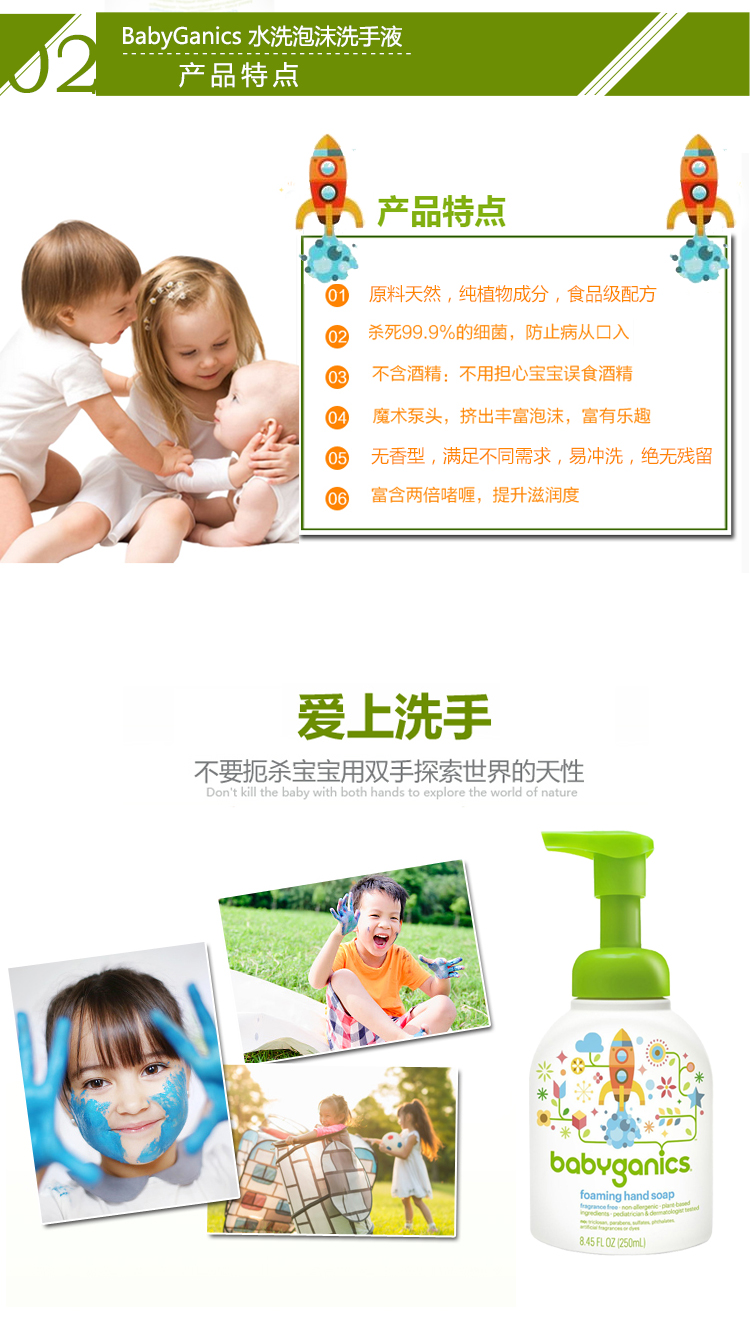 02
BabyGanics 水洗泡沫洗手液
产品特点
产品特点
01 原料天然，纯植物成分，食品级配方
02 杀死99.9%的细菌，防止病从口入
03 不含酒精；不用担心宝宝误食酒精
04 魔术泵头，挤出丰富泡沫，富有乐趣
05 无香型，满足不同需求，易冲洗，绝无残留
06 富含两倍啫喱，提升滋润度
爱上洗手
不要扼杀宝宝用双手探索世界的天性
Don't kill the baby with both hands to explore the world of nature
babyganics
foaming hand soap
fragrance free · non-allergenic · plant-based
ingredients · pediatrician & dermatologist tested
triclosan, parabens, sulfates, phthalates,
artificial fragrances or dyes
8.45 FL OZ (250mL)